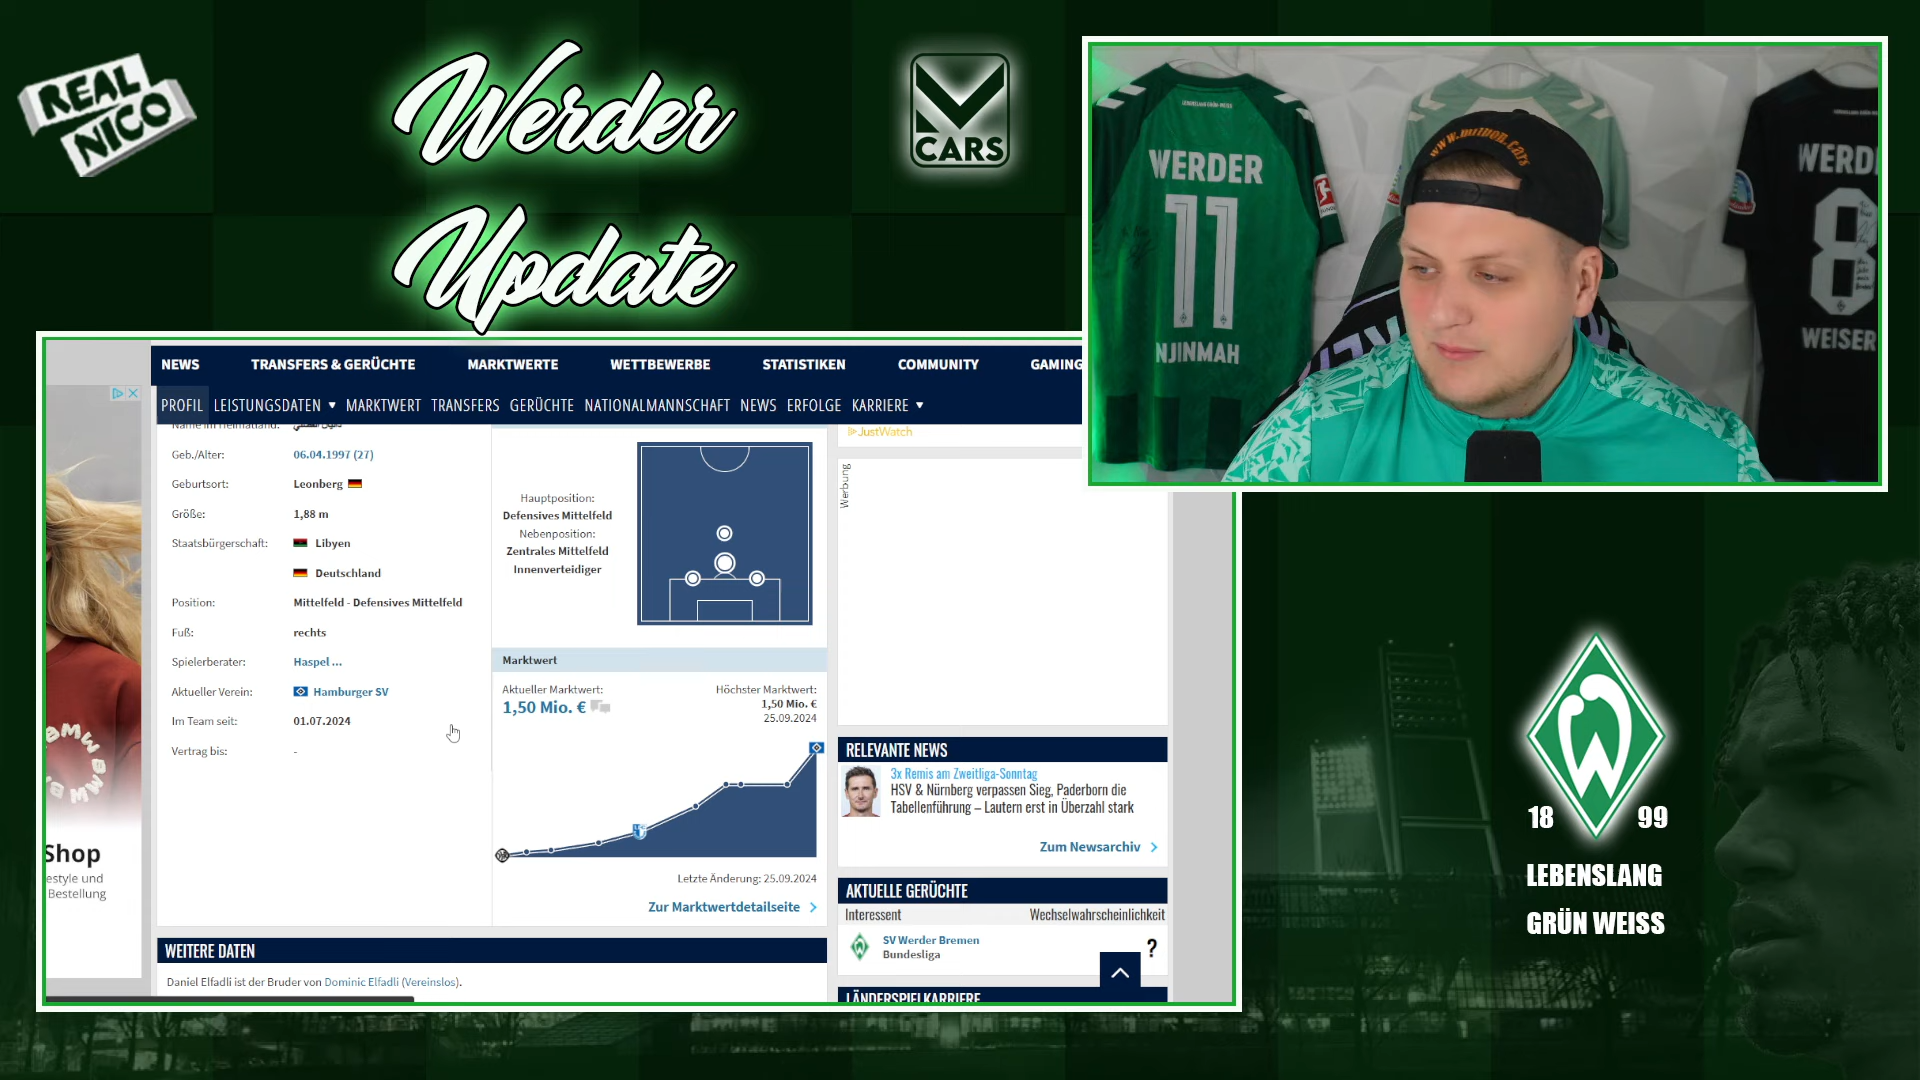 REAL
NICO
Werder
Update
CARS
WERDER
11
NJINMAH
www.milben.cars
8
WEISER
NEWS TRANSFERS & GERÜCHTE MARKTWERTE WETTBEWERBE STATISTIKEN COMMUNITY GAMING
PROFIL LEISTUNGSDATEN MARKTWERT TRANSFERS GERÜCHTE NATIONALMANNSCHAFT NEWS ERFOLGE KARRIERE
Name im Heimatland:
Geb./Alter: 06.04.1997 (27)
Geburtsort: Leonberg
Größe: 1,88 m
Staatsbürgerschaft: Libyen
Deutschland
Position: Mittelfeld - Defensives Mittelfeld
Fuß: rechts
Spielerberater: Haspel ...
Aktueller Verein: Hamburger SV
Im Team seit: 01.07.2024
Vertrag bis: -
Hauptposition:
Defensives Mittelfeld
Nebenposition:
Zentrales Mittelfeld
Innenverteidiger
Marktwert
Aktueller Marktwert:
1,50 Mio. €
Höchster Marktwert:
1,50 Mio. €
25.09.2024
Letzte Änderung: 25.09.2024
Zur Marktwertdetailseite
WEITERE DATEN
Daniel Elfadli ist der Bruder von Dominic Elfadli (Vereinslos).
JustWatch
Werbung
RELEVANTE NEWS
3x Remis am Zweitliga-Sonntag
HSV & Nürnberg verpassen Sieg, Paderborn die
Tabellenführung – Lautern erst in Überzahl stark
Zum Newsarchiv
AKTUELLE GERÜCHTE
Interessent Wechselwahrscheinlichkeit
SV Werder Bremen
Bundesliga
?
LÄNDERSPIELKARRIERE
Shop
estyle und
Bestellung
18 99
LEBENSLANG
GRÜN WEISS